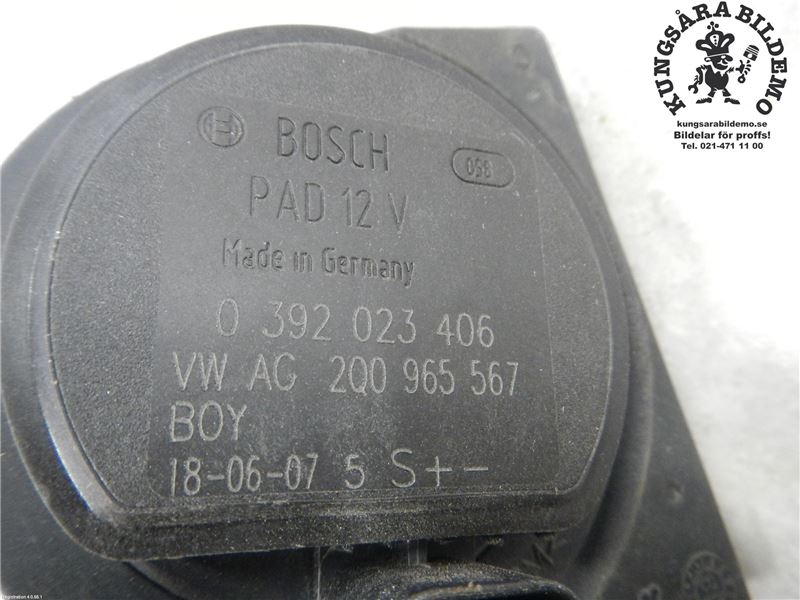 BOSCH
058
PAD 12 V
Made in Germany
0 392 023 406
VW AG 2Q0 965 567
BOY
18-06-07 5 S + -
KUNGSÅRA BILDEMO
kungsarabildemo.se
Bildelar för proffs!
Tel. 021-471 11 00